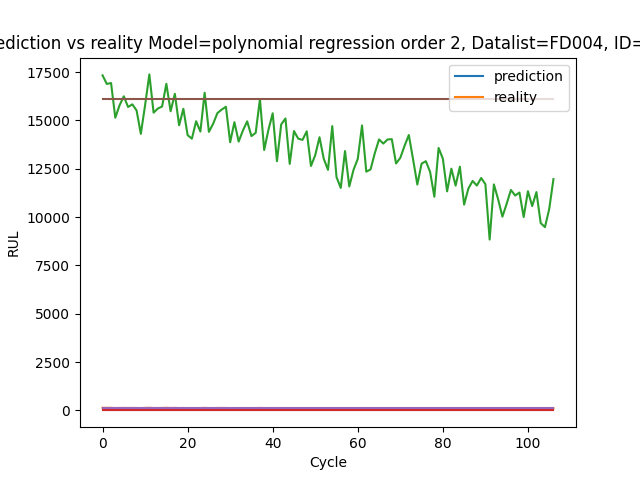 ediction vs reality Model=polynomial regression order 2, Datalist=FD004, ID=
prediction
reality
17500
15000
12500
10000
7500
5000
2500
0
RUL
0 20 40 60 80 100
Cycle